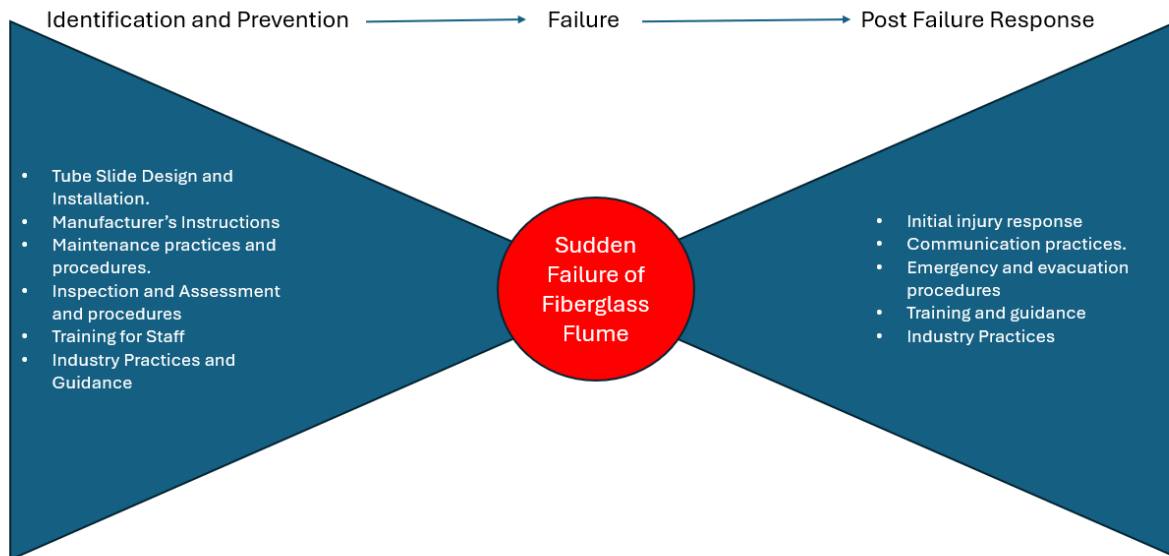 Identification and Prevention
Failure
Post Failure Response
• Tube Slide Design and
Installation.
• Manufacturer's Instructions
• Maintenance practices and
procedures.
• Inspection and Assessment
and procedures
• Training for Staff
• Industry Practices and
Guidance
Sudden
Failure of
Fiberglass
Flume
• Initial injury response
• Communication practices.
• Emergency and evacuation
procedures
• Training and guidance
• Industry Practices